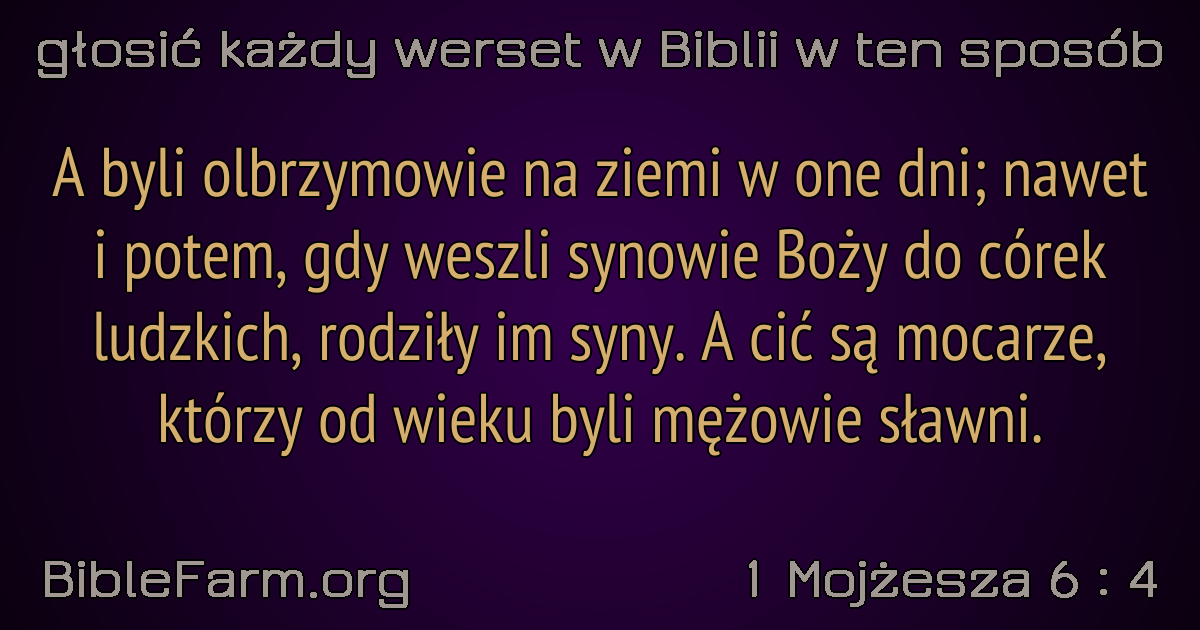 głosić każdy werset w Biblii w ten sposób
A byli olbrzymowie na ziemi w one dni; nawet
i potem, gdy weszli synowie Boży do córek
ludzkich, rodziły im syny. A cić są mocarze,
którzy od wieku byli mężowie sławni.
BibleFarm.org
1 Mojżesza 6 : 4